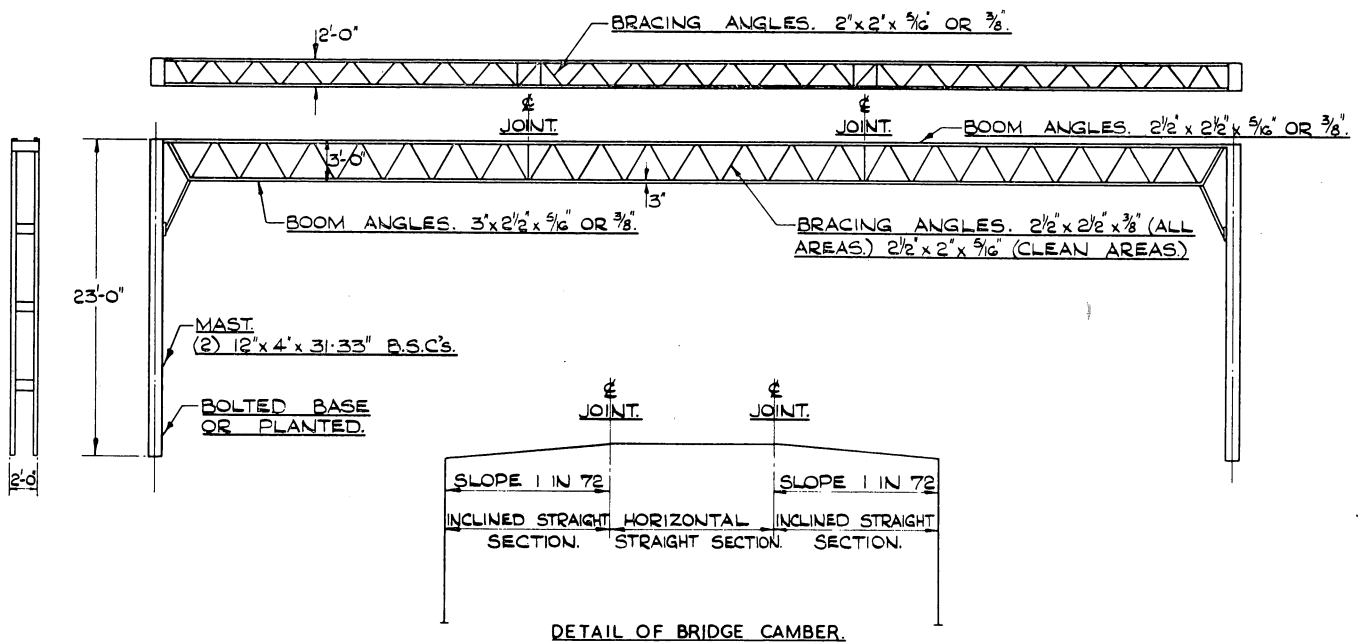 BRACING ANGLES. 2"x2"x 5/16" OR 3/8".
2'-0"
℄
JOINT.
℄
JOINT.
BOOM ANGLES. 2½" x 2½" x 5/16" OR 3/8".
3'-0"
3"
BOOM ANGLES. 3"x 2½" x 5/16" OR 3/8".
BRACING ANGLES. 2½" x 2½" x 3/8" (ALL
AREAS.) 2½" x 2" x 5/16" (CLEAN AREAS.)
23'-0"
MAST.
(2) 12"x 4"x 31·33" B.S.C's.
BOLTED BASE
OR PLANTED.
2'-0"
℄
JOINT.
℄
JOINT.
SLOPE 1 IN 72
SLOPE 1 IN 72
INCLINED STRAIGHT
SECTION.
HORIZONTAL
STRAIGHT SECTION.
INCLINED STRAIGHT
SECTION.
DETAIL OF BRIDGE CAMBER.